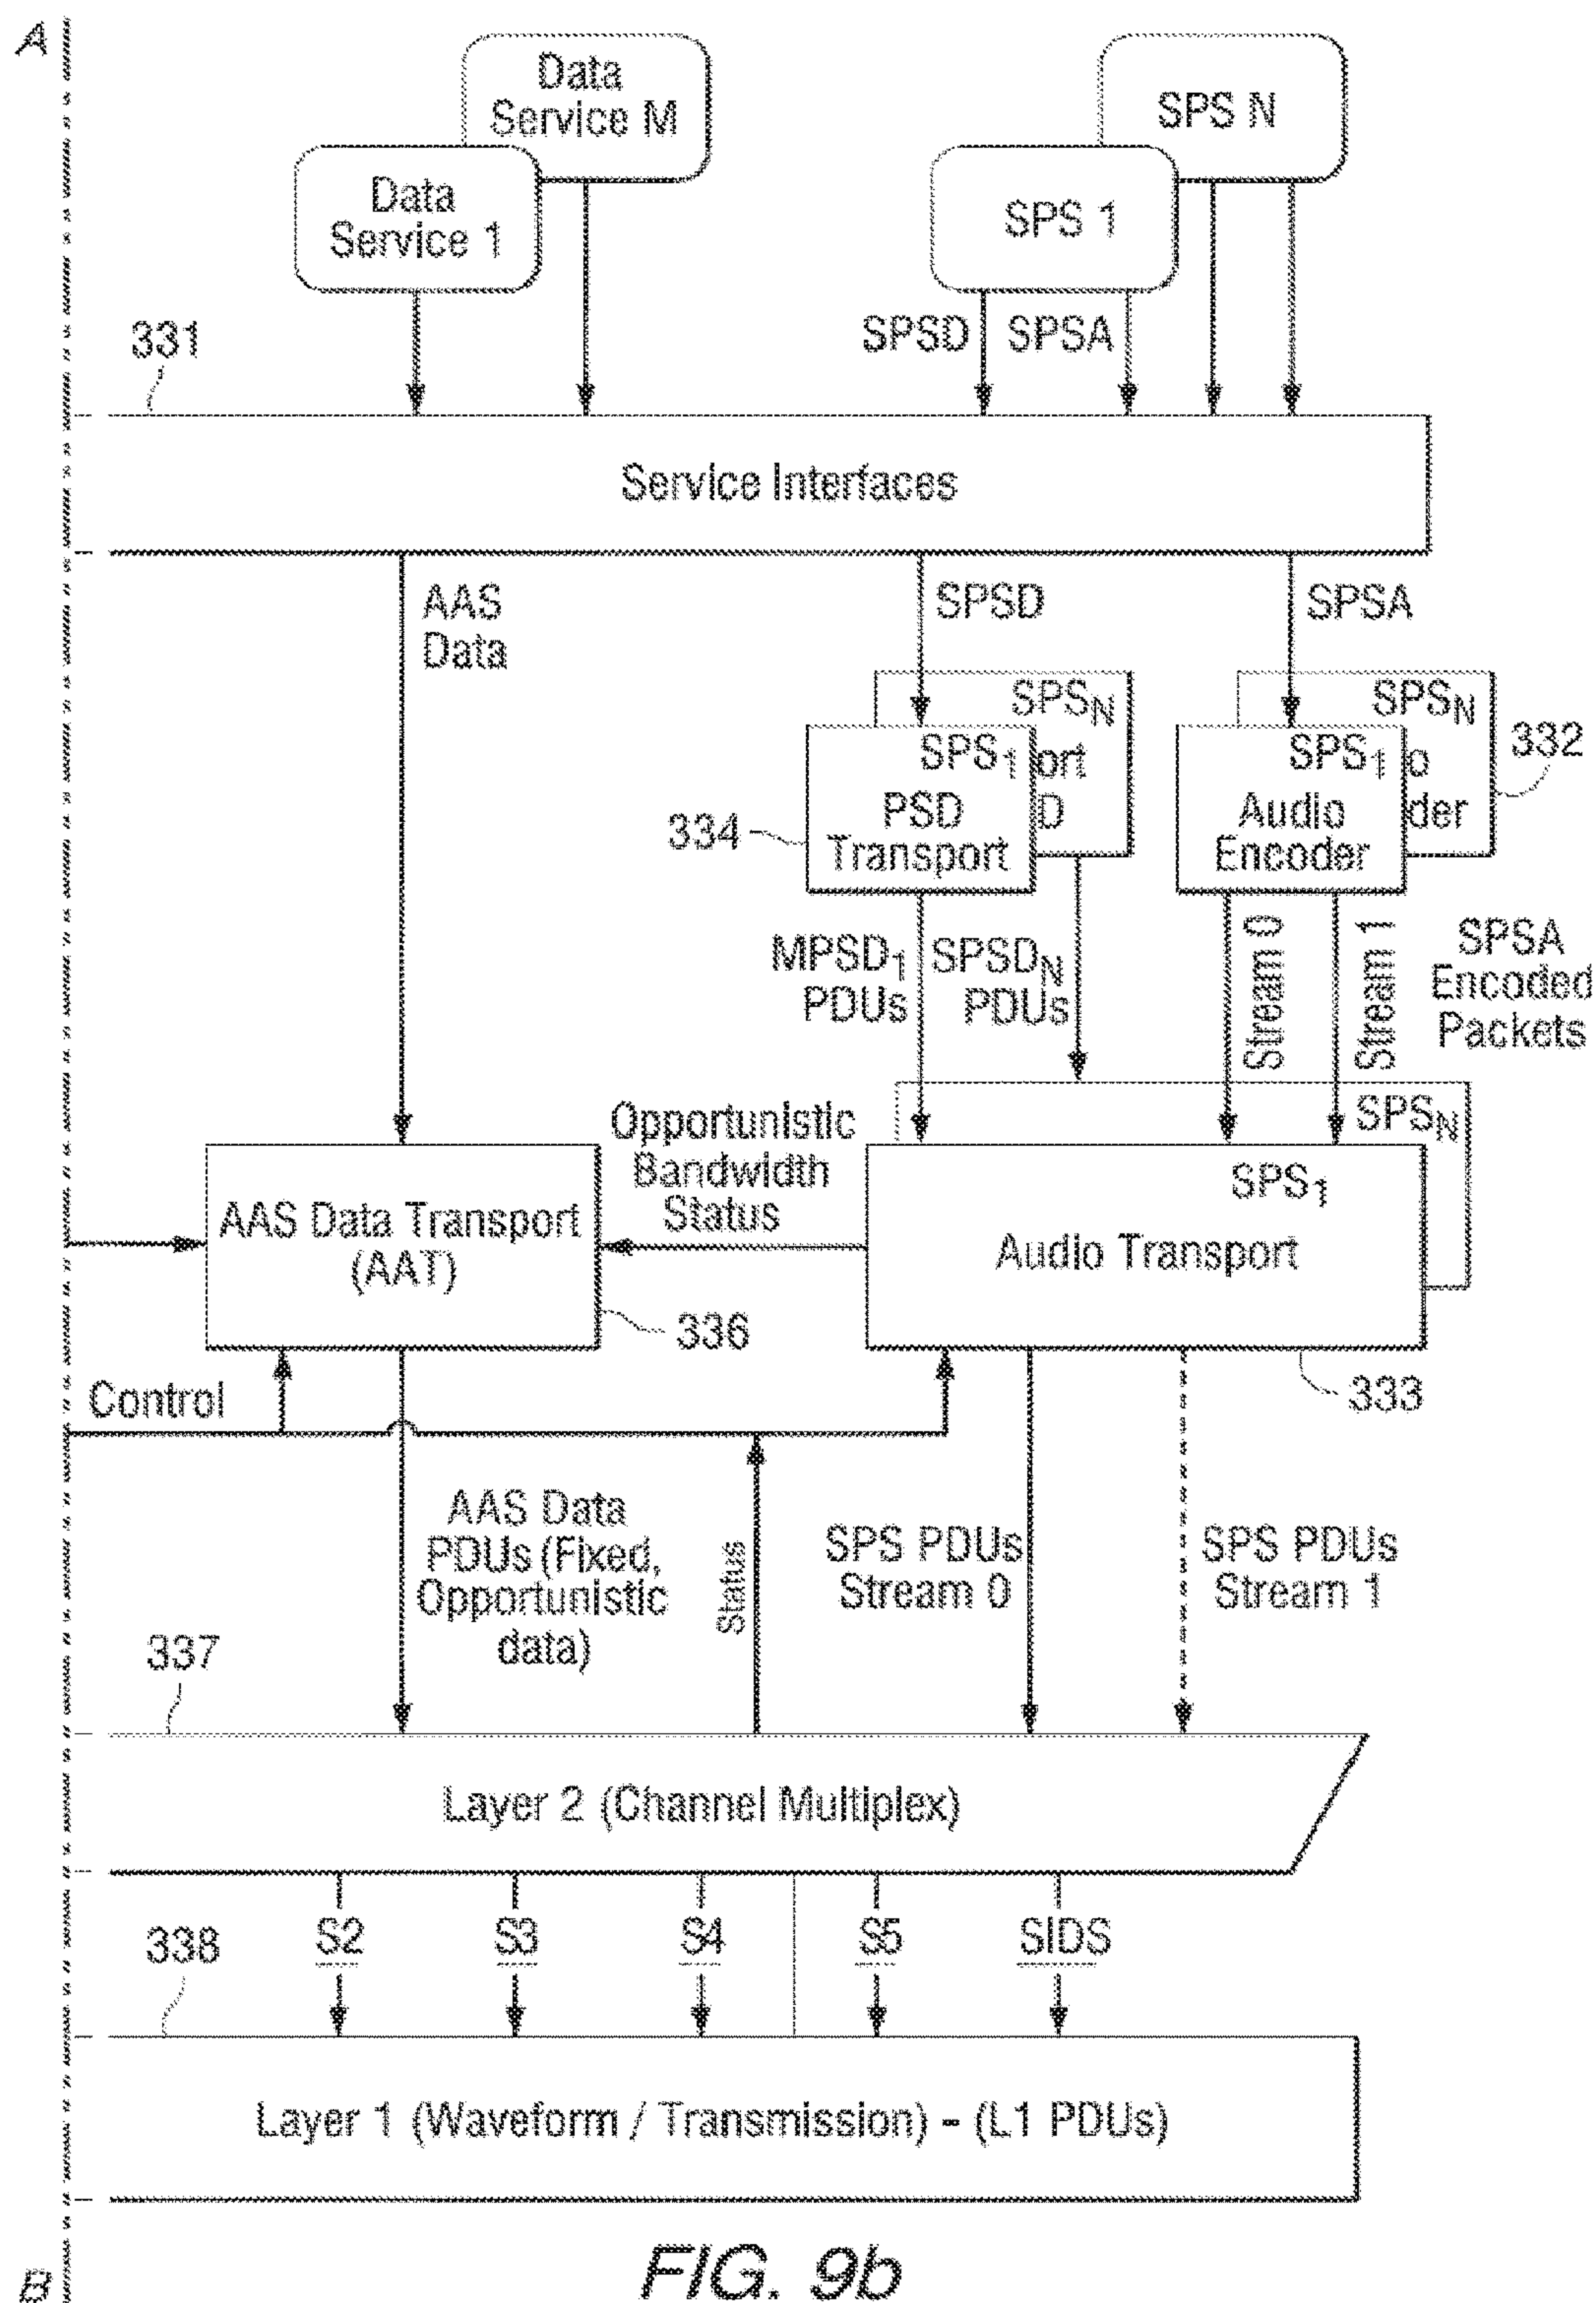 A
Data
Service M
SPS N
Data
Service 1
SPS 1
331
SPSD
SPSA
Service Interfaces
AAS
Data
SPSD
SPSA
SPSN
SPSN
SPS1
ort
SPS1
o
332
334
PSD
D
Audio
der
Transport
Encoder
MPSD1
PDUs
SPSDN
PDUs
Stream 0
Stream 1
SPSA
Encoded
Packets
Opportunistic
Bandwidth
Status
SPSN
SPS1
AAS Data Transport
(AAT)
Audio Transport
336
333
Control
AAS Data
PDUs (Fixed,
Opportunistic
data)
Status
SPS PDUs
Stream 0
SPS PDUs
Stream 1
337
Layer 2 (Channel Multiplex)
338
S2
S3
S4
S5
SIDS
Layer 1 (Waveform / Transmission) - (L1 PDUs)
B
FIG. 9b